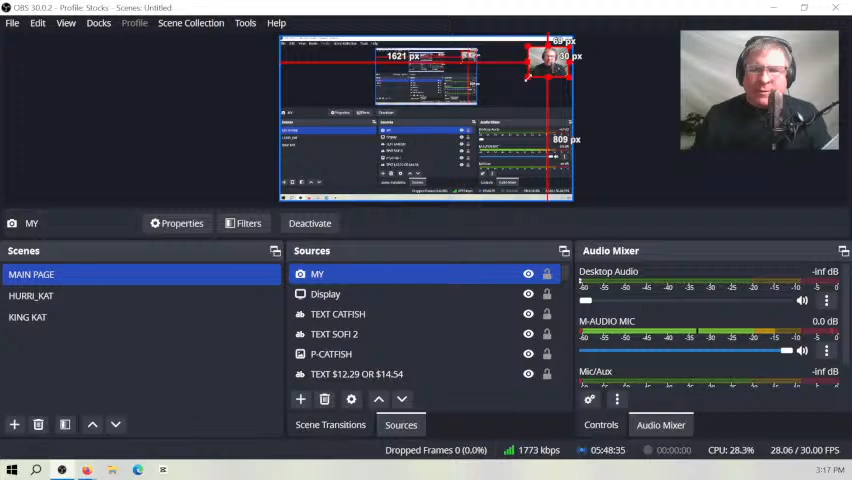 OBS 30.0.2 - Profile: Stocks - Scenes: Untitled
File Edit View Docks Profile Scene Collection Tools Help
69 px
1621 px
30 px
809 px
MY Properties Filters Deactivate
Scenes
MAIN PAGE
HURRI_KAT
KING KAT
Sources
MY
Display
TEXT CATFISH
TEXT SOFI 2
P-CATFISH
TEXT $12.29 OR $14.54
Scene Transitions Sources
Audio Mixer
Desktop Audio -inf dB
-60 -55 -50 -45 -40 -35 -30 -25 -20 -15 -10 -5 0
M-AUDIO MIC 0.0 dB
-60 -55 -50 -45 -40 -35 -30 -25 -20 -15 -10 -5 0
Mic/Aux -inf dB
Controls Audio Mixer
Dropped Frames 0 (0.0%) 1773 kbps 05:48:35 00:00:00 CPU: 28.3% 28.06 / 30.00 FPS
3:17 PM